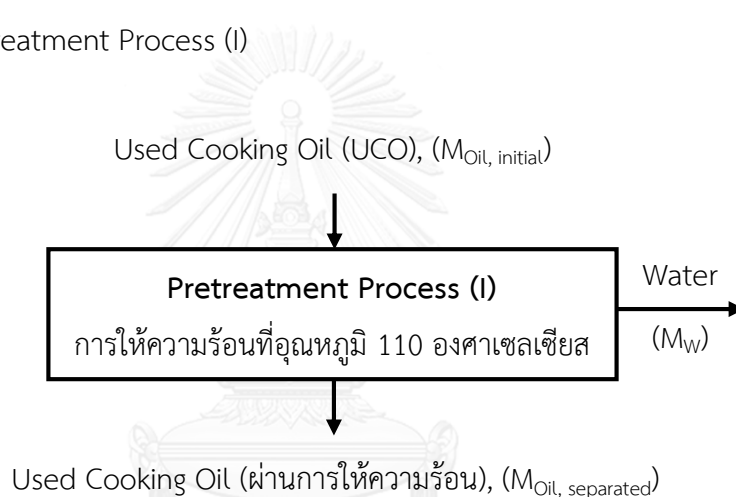 eatment Process (I)
Used Cooking Oil (UCO), (M_Oil, initial)
Pretreatment Process (I)
การให้ความร้อนที่อุณหภูมิ 110 องศาเซลเซียส
Water
(M_W)
Used Cooking Oil (ผ่านการให้ความร้อน), (M_Oil, separated)